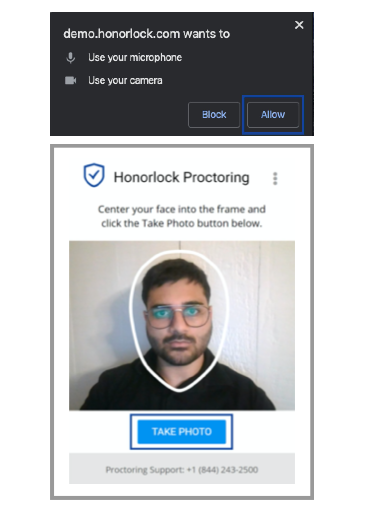 demo.honorlock.com wants to
Use your microphone
Use your camera
Block
Allow
Honorlock Proctoring
Center your face into the frame and
click the Take Photo button below.
TAKE PHOTO
Proctoring Support: +1 (844) 243-2500